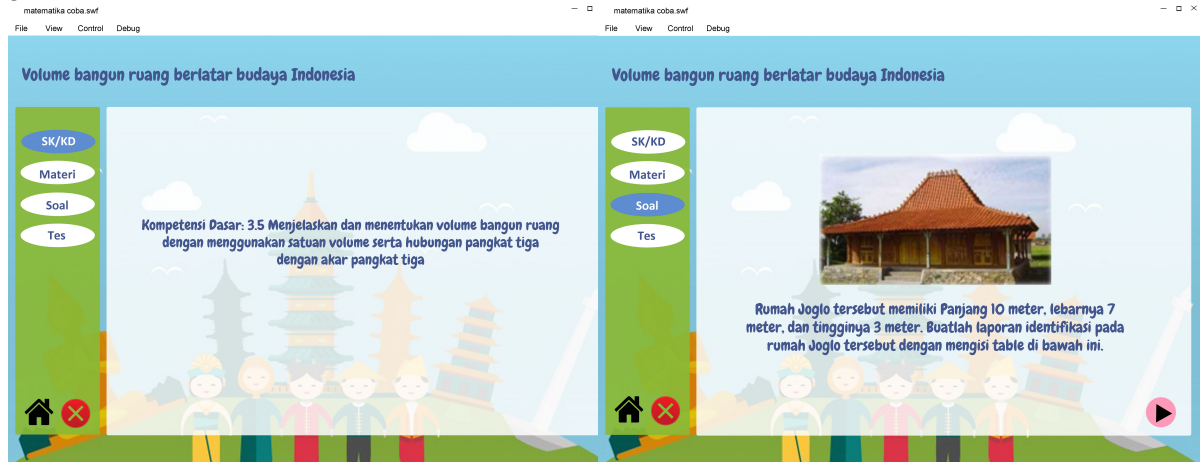 matematika coba.swf
File View Control Debug
Volume bangun ruang berlatar budaya Indonesia
SK/KD
Materi
Soal
Tes
Kompetensi Dasar: 3.5 Menjelaskan dan menentukan volume bangun ruang
dengan menggunakan satuan volume serta hubungan pangkat tiga
dengan akar pangkat tiga
matematika coba.swf
File View Control Debug
Volume bangun ruang berlatar budaya Indonesia
SK/KD
Materi
Soal
Tes
Rumah Joglo tersebut memiliki Panjang 10 meter, lebarnya 7
meter, dan tingginya 3 meter. Buatlah laporan identifikasi pada
rumah Joglo tersebut dengan mengisi table di bawah ini.